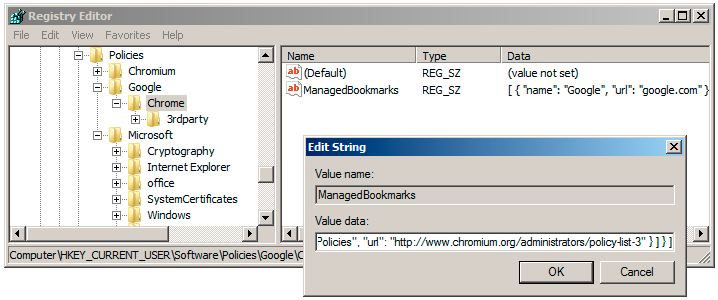 Registry Editor
File Edit View Favorites Help
Policies
Chromium
Google
Chrome
3rdparty
Microsoft
Cryptography
Internet Explorer
office
SystemCertificates
Windows
Name Type Data
ab (Default) REG_SZ (value not set)
ab ManagedBookmarks REG_SZ [ { "name": "Google", "url": "google.com" }
Edit String
Value name:
ManagedBookmarks
Value data:
Policies", "url": "http://www.chromium.org/administrators/policy-list-3" } ] } ]
OK Cancel
Computer\HKEY_CURRENT_USER\Software\Policies\Google\C